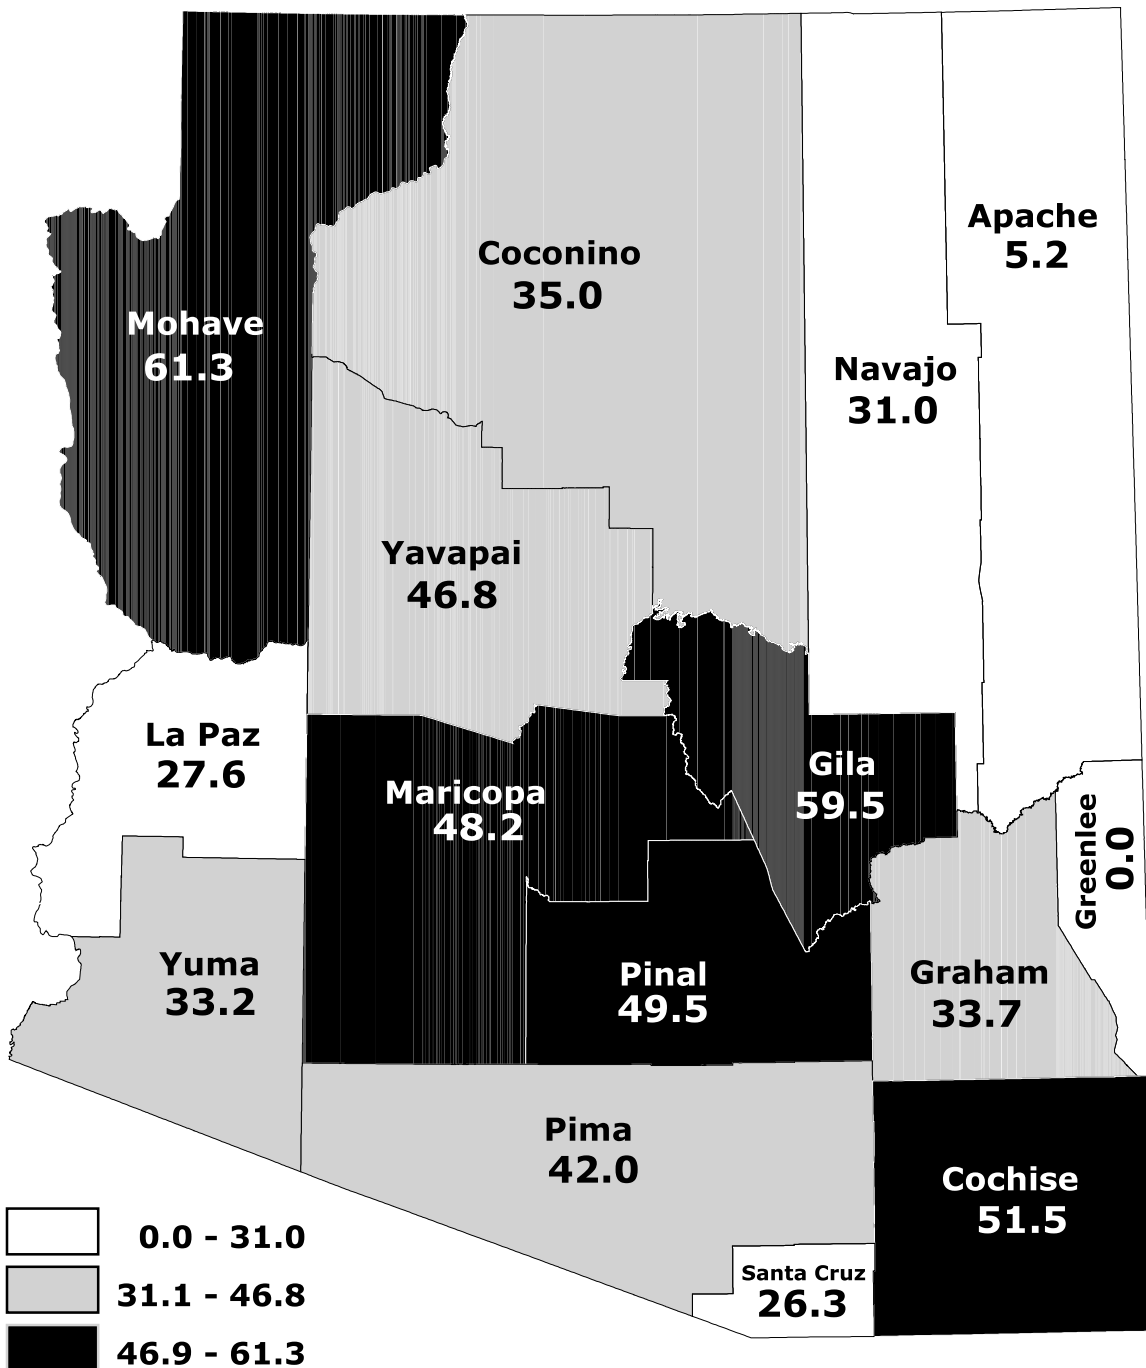 Apache
5.2
Coconino
35.0
Mohave
61.3
Navajo
31.0
Yavapai
46.8
La Paz
27.6
Maricopa
48.2
Gila
59.5
Greenlee
0.0
Yuma
33.2
Pinal
49.5
Graham
33.7
Pima
42.0
Cochise
51.5
Santa Cruz
26.3
0.0 - 31.0
31.1 - 46.8
46.9 - 61.3